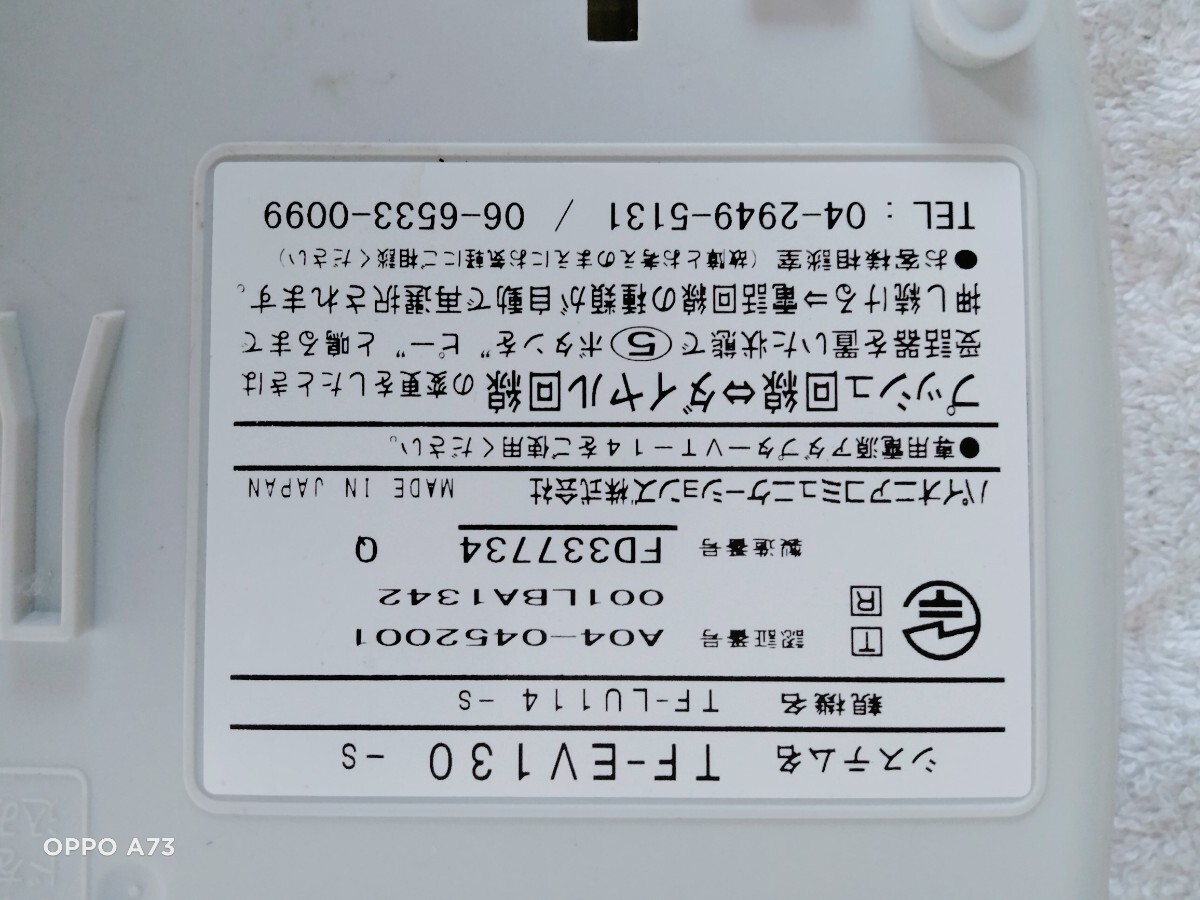 システム名 TF-EV130 -S
親機名 TF-LU114 -S
T 認証番号 A04-0452001
R 001LBA1342
製造番号 FD337734 Q
パイオニアコミュニケーションズ株式会社 MADE IN JAPAN
●専用電源アダプターVT-14をご使用ください。
プッシュ回線⇔ダイヤル回線の変更をしたときは
受話器を置いた状態で⑤ボタンを"ピー"と鳴るまで
押し続ける⇒電話回線の種類が自動で再選択されます。
●お客様相談室(故障とお考えのまえにお気軽にご相談ください)
TEL:04-2949-5131 / 06-6533-0099
OPPO A73